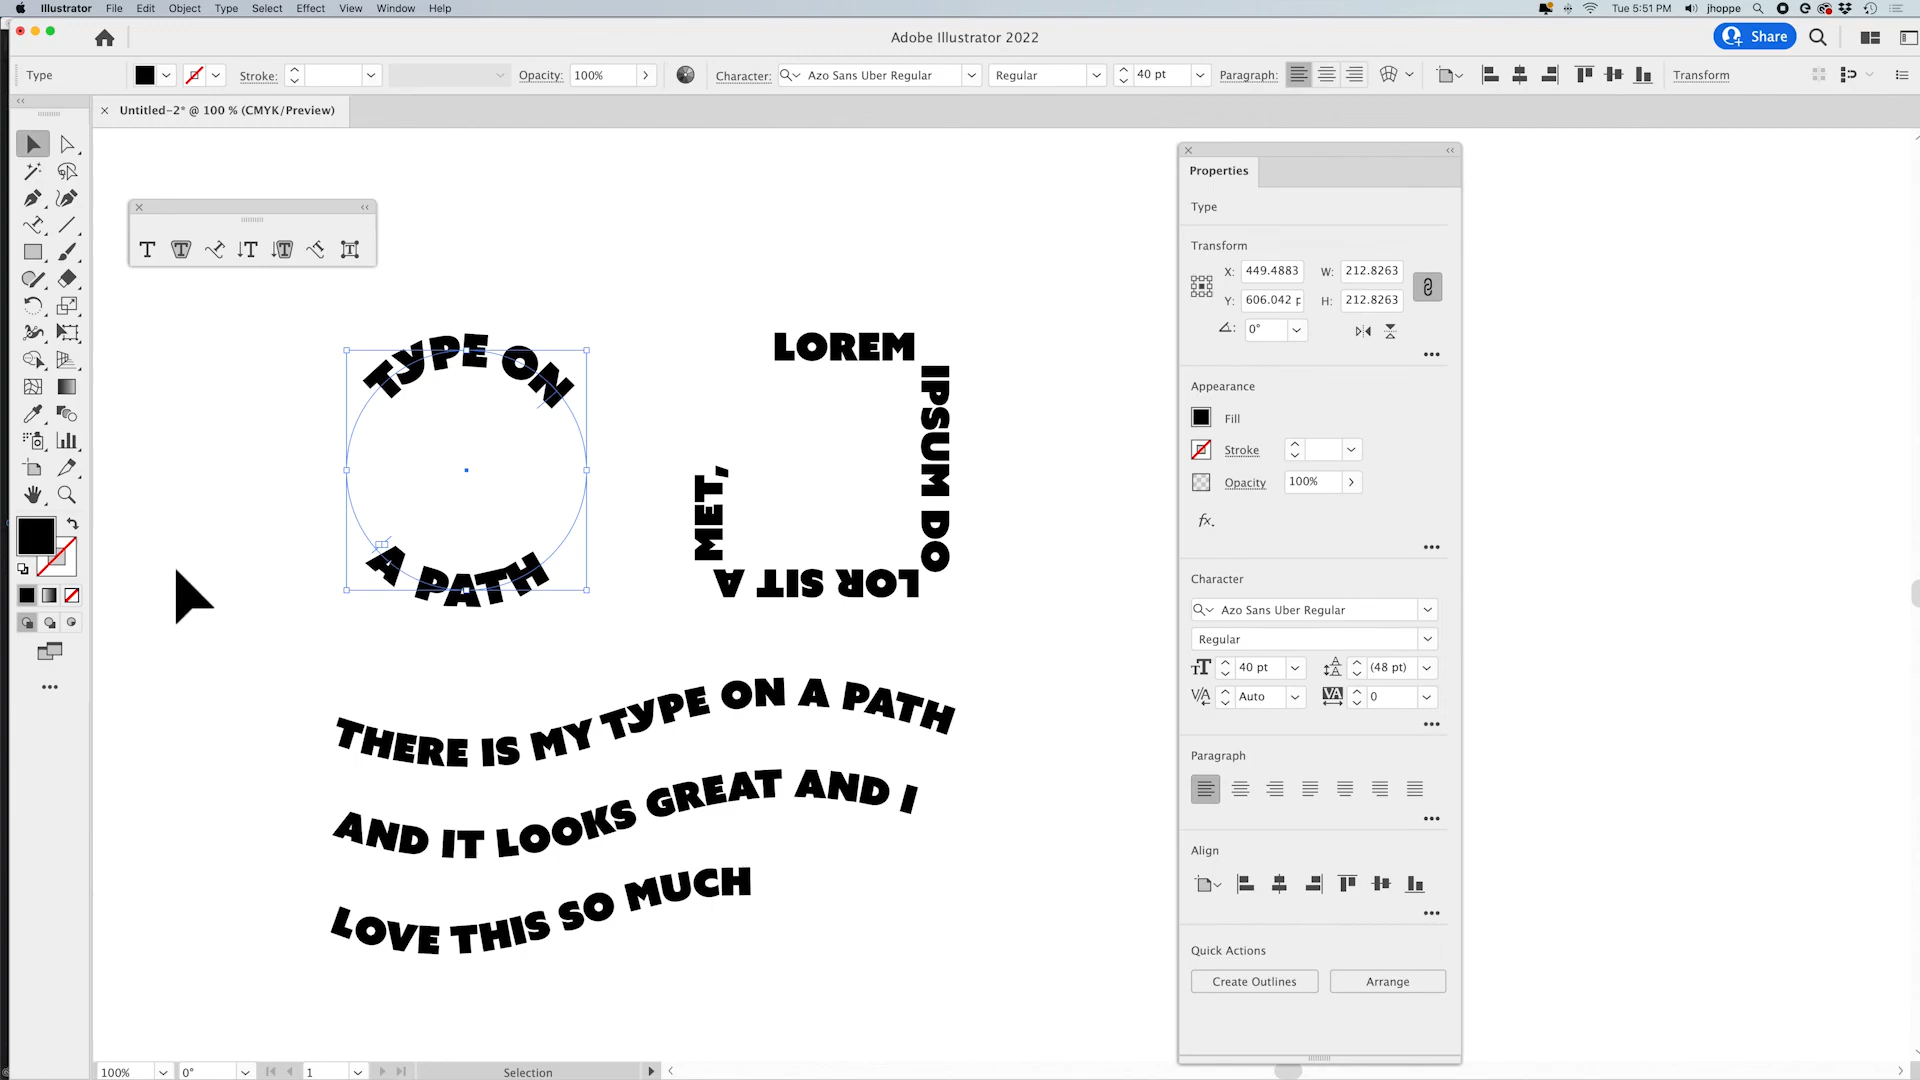 Illustrator File Edit Object Type Select Effect View Window Help Tue 5:51 PM jhoppe
Adobe Illustrator 2022
Share
Type Stroke: Opacity: 100% Character: Azo Sans Uber Regular Regular 40 pt Paragraph: Transform
Untitled-2* @ 100 % (CMYK/Preview)
Properties
Type
Transform
X: 449.4883 W: 212.8263
Y: 606.042 p H: 212.8263
0°
Appearance
Fill
Stroke
Opacity 100%
fx.
Character
Azo Sans Uber Regular
Regular
40 pt (48 pt)
Auto 0
Paragraph
Align
Quick Actions
Create Outlines Arrange
TYPE ON
A PATH
LOREM
IPSUM DO
LOR SIT A
MET,
THERE IS MY TYPE ON A PATH
AND IT LOOKS GREAT AND I
LOVE THIS SO MUCH
100% 0° 1 Selection